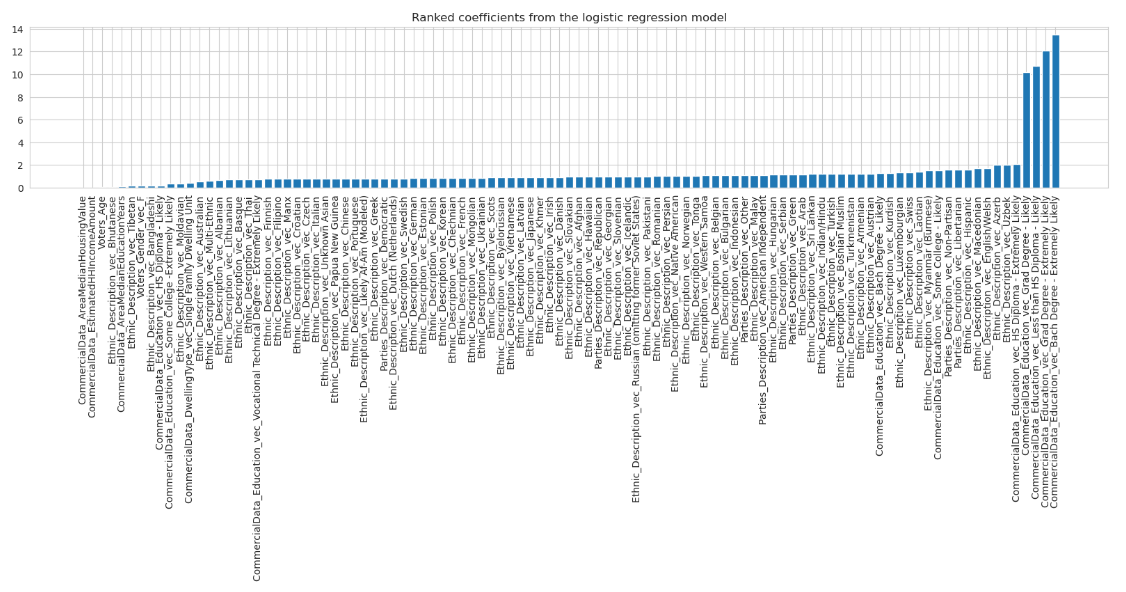 Ranked coefficients from the logistic regression model
14
12
10
8
6
4
2
0
CommercialData_AreaMedianHousingValue
CommercialData_EstimatedHHIncomeAmount
Voters_Age
Ethnic_Description_vec_Bhutanese
CommercialData_AreaMedianEducationYears
Ethnic_Description_vec_Tibetan
Voters_Gender_vec_F
Ethnic_Description_vec_Bangladeshi
CommercialData_Education_vec_HS Diploma - Likely
CommercialData_Education_vec_Some College - Extremely Likely
Ethnic_Description_vec_Moravian
CommercialData_DwellingType_vec_Single Family Dwelling Unit
Ethnic_Description_vec_Australian
Ethnic_Description_vec_Multi-Ethnic
Ethnic_Description_vec_Albanian
Ethnic_Description_vec_Lithuanian
Ethnic_Description_vec_Basque
Ethnic_Description_vec_Thai
CommercialData_Education_vec_Vocational Technical Degree - Extremely Likely
Ethnic_Description_vec_Finnish
Ethnic_Description_vec_Filipino
Ethnic_Description_vec_Manx
Ethnic_Description_vec_Croatian
Ethnic_Description_vec_Czech
Ethnic_Description_vec_Italian
Ethnic_Description_vec_Unknown Asian
Ethnic_Description_vec_Papua New Guinea
Ethnic_Description_vec_Chinese
Ethnic_Description_vec_Portuguese
Ethnic_Description_vec_Likely Af-Am (Modeled)
Ethnic_Description_vec_Greek
Parties_Description_vec_Democratic
Ethnic_Description_vec_Dutch (Netherlands)
Ethnic_Description_vec_Swedish
Ethnic_Description_vec_German
Ethnic_Description_vec_Estonian
Ethnic_Description_vec_Polish
Ethnic_Description_vec_Korean
Ethnic_Description_vec_Chechnian
Ethnic_Description_vec_French
Ethnic_Description_vec_Mongolian
Ethnic_Description_vec_Ukrainian
Ethnic_Description_vec_Scots
Ethnic_Description_vec_Byelorussian
Ethnic_Description_vec_Vietnamese
Ethnic_Description_vec_Latvian
Ethnic_Description_vec_Japanese
Ethnic_Description_vec_Khmer
Ethnic_Description_vec_Irish
Ethnic_Description_vec_Danish
Ethnic_Description_vec_Slovakian
Ethnic_Description_vec_Afghan
Ethnic_Description_vec_Hawaiian
Parties_Description_vec_Republican
Ethnic_Description_vec_Georgian
Ethnic_Description_vec_Slovenian
Ethnic_Description_vec_Icelandic
Ethnic_Description_vec_Russian (omitting former Soviet States)
Ethnic_Description_vec_Pakistani
Ethnic_Description_vec_Romanian
Ethnic_Description_vec_Persian
Ethnic_Description_vec_Native American
Ethnic_Description_vec_Norwegian
Ethnic_Description_vec_Tonga
Ethnic_Description_vec_Western Samoa
Ethnic_Description_vec_Belgian
Ethnic_Description_vec_Bulgarian
Ethnic_Description_vec_Indonesian
Parties_Description_vec_Other
Ethnic_Description_vec_Malay
Parties_Description_vec_American Independent
Ethnic_Description_vec_Hungarian
Ethnic_Description_vec_Serbian
Parties_Description_vec_Green
Ethnic_Description_vec_Arab
Ethnic_Description_vec_Sri Lankan
Ethnic_Description_vec_Indian/Hindu
Ethnic_Description_vec_Turkish
Ethnic_Description_vec_Bosnian Muslim
Ethnic_Description_vec_Turkmenistan
Ethnic_Description_vec_Armenian
Ethnic_Description_vec_Austrian
CommercialData_Education_vec_Bach Degree - Likely
Ethnic_Description_vec_Kurdish
Ethnic_Description_vec_Luxembourgian
Ethnic_Description_vec_Swiss
Ethnic_Description_vec_Laotian
Ethnic_Description_vec_Myanmar (Burmese)
CommercialData_Education_vec_Some College - Likely
Parties_Description_vec_Non-Partisan
Parties_Description_vec_Libertarian
Ethnic_Description_vec_Hispanic
Ethnic_Description_vec_Macedonian
Ethnic_Description_vec_English/Welsh
Ethnic_Description_vec_Azerb
Ethnic_Description_vec_Uzbek
CommercialData_Education_vec_HS Diploma - Extremely Likely
CommercialData_Education_vec_Grad Degree - Likely
CommercialData_Education_vec_Less than HS Diploma - Likely
CommercialData_Education_vec_Grad Degree - Extremely Likely
CommercialData_Education_vec_Bach Degree - Extremely Likely